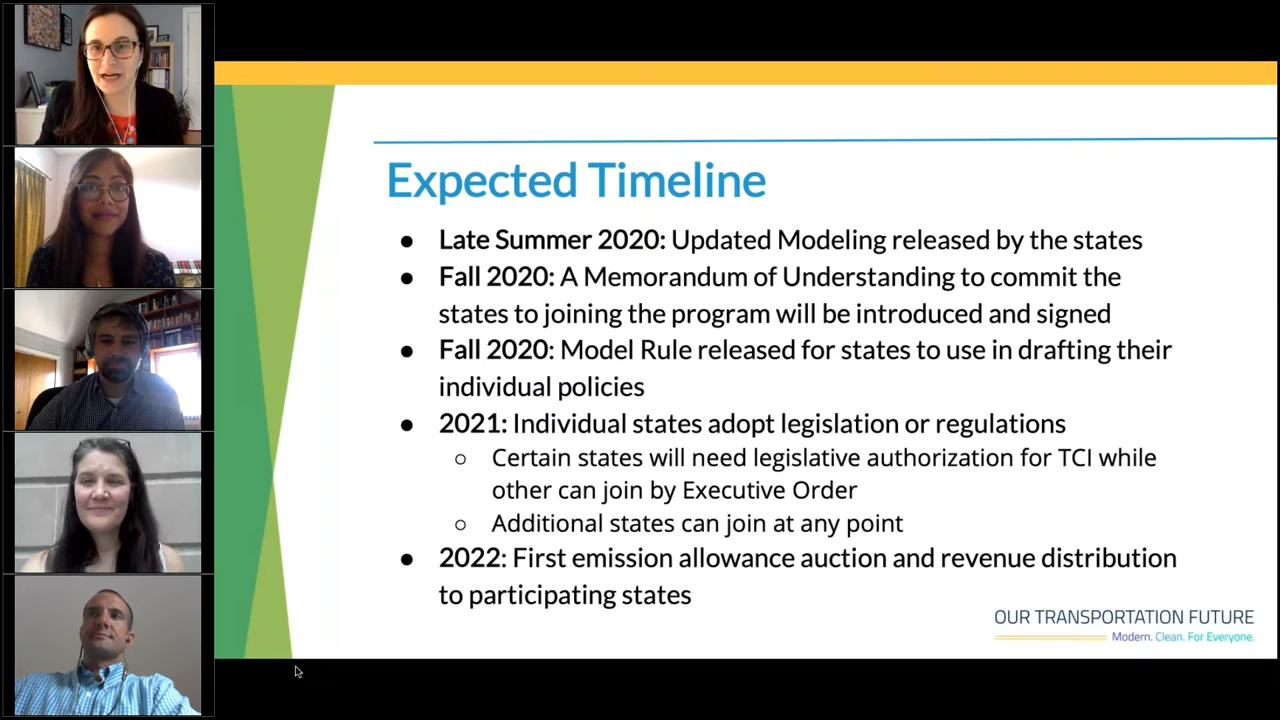 Expected Timeline
● Late Summer 2020: Updated Modeling released by the states
● Fall 2020: A Memorandum of Understanding to commit the
states to joining the program will be introduced and signed
● Fall 2020: Model Rule released for states to use in drafting their
individual policies
● 2021: Individual states adopt legislation or regulations
○ Certain states will need legislative authorization for TCI while
other can join by Executive Order
○ Additional states can join at any point
● 2022: First emission allowance auction and revenue distribution
to participating states
OUR TRANSPORTATION FUTURE
Modern. Clean. For Everyone.